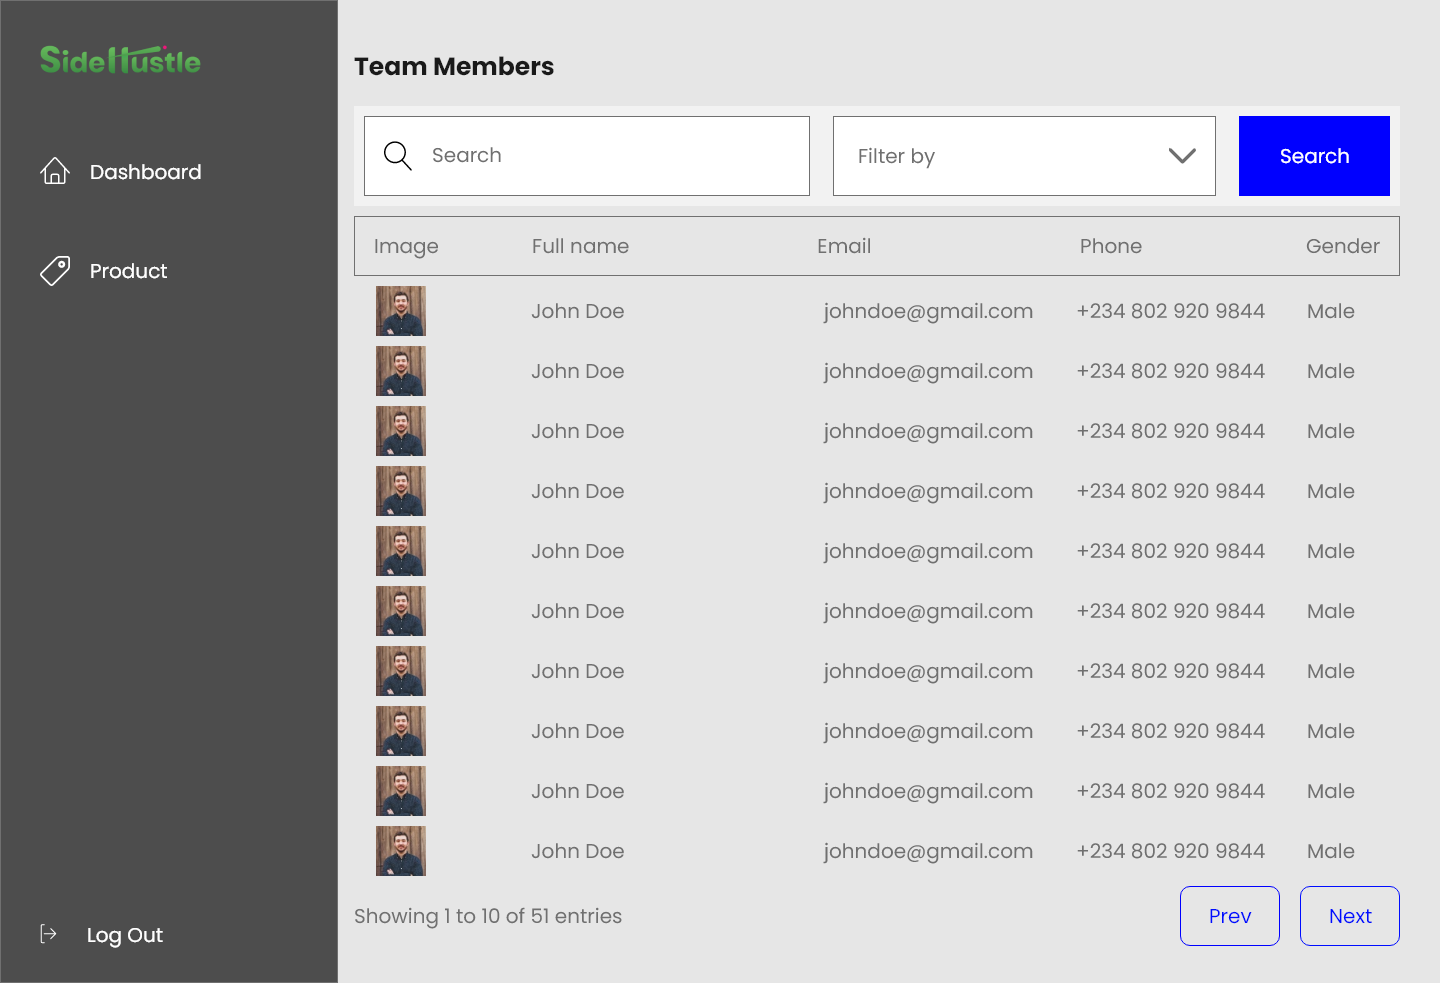 SideHustle
Dashboard
Product
Log Out
Team Members
Search
Filter by
Search
Image Full name Email Phone Gender
John Doe johndoe@gmail.com +234 802 920 9844 Male
John Doe johndoe@gmail.com +234 802 920 9844 Male
John Doe johndoe@gmail.com +234 802 920 9844 Male
John Doe johndoe@gmail.com +234 802 920 9844 Male
John Doe johndoe@gmail.com +234 802 920 9844 Male
John Doe johndoe@gmail.com +234 802 920 9844 Male
John Doe johndoe@gmail.com +234 802 920 9844 Male
John Doe johndoe@gmail.com +234 802 920 9844 Male
John Doe johndoe@gmail.com +234 802 920 9844 Male
John Doe johndoe@gmail.com +234 802 920 9844 Male
Showing 1 to 10 of 51 entries
Prev
Next